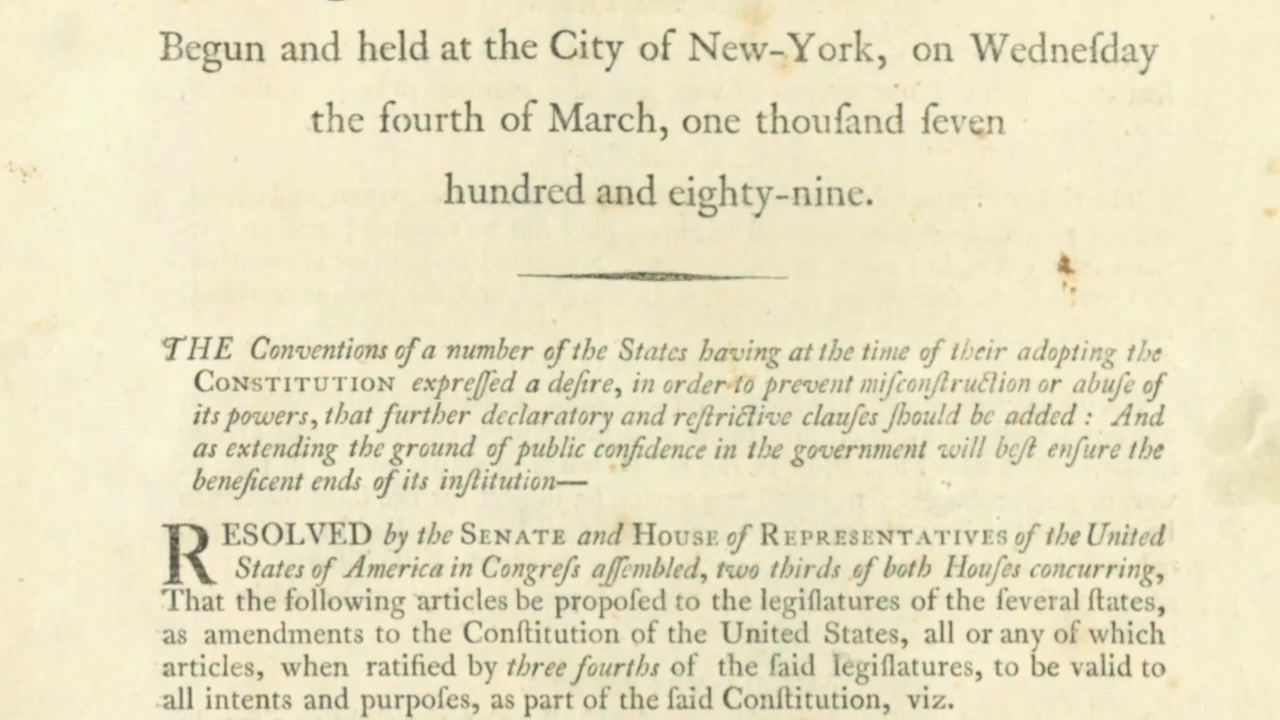 Begun and held at the City of New-York, on Wedneſday
the fourth of March, one thouſand ſeven
hundred and eighty-nine.
THE Conventions of a number of the States having at the time of their adopting the
CONSTITUTION expreſſed a deſire, in order to prevent miſconſtruction or abuſe of
its powers, that further declaratory and reſtrictive clauſes ſhould be added : And
as extending the ground of public confidence in the government will beſt enſure the
beneficent ends of its inſtitution—
RESOLVED by the SENATE and HOUSE of REPRESENTATIVES of the United
States of America in Congreſs aſſembled, two thirds of both Houſes concurring,
That the following articles be propoſed to the legiſlatures of the ſeveral ſtates,
as amendments to the Conſtitution of the United States, all or any of which
articles, when ratified by three fourths of the ſaid legiſlatures, to be valid to
all intents and purpoſes, as part of the ſaid Conſtitution, viz.